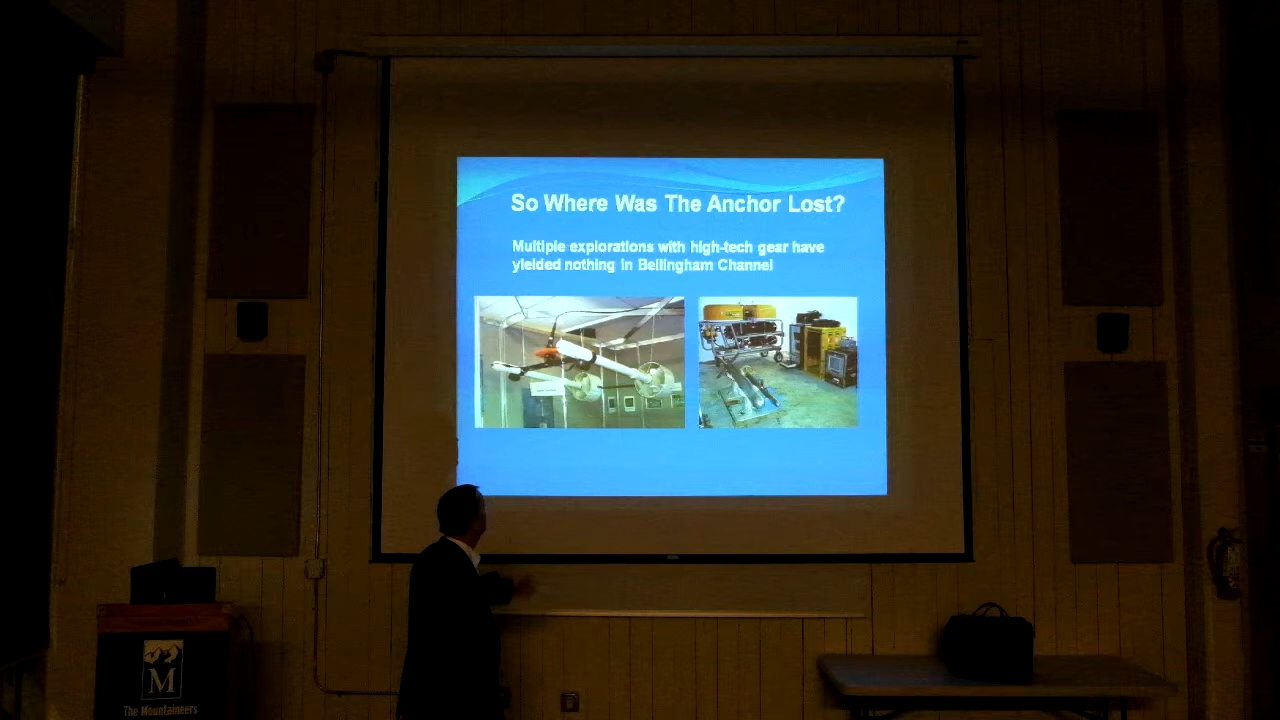 So Where Was The Anchor Lost?
Multiple explorations with high-tech gear have
yielded nothing in Bellingham Channel
M
The Mountaineers